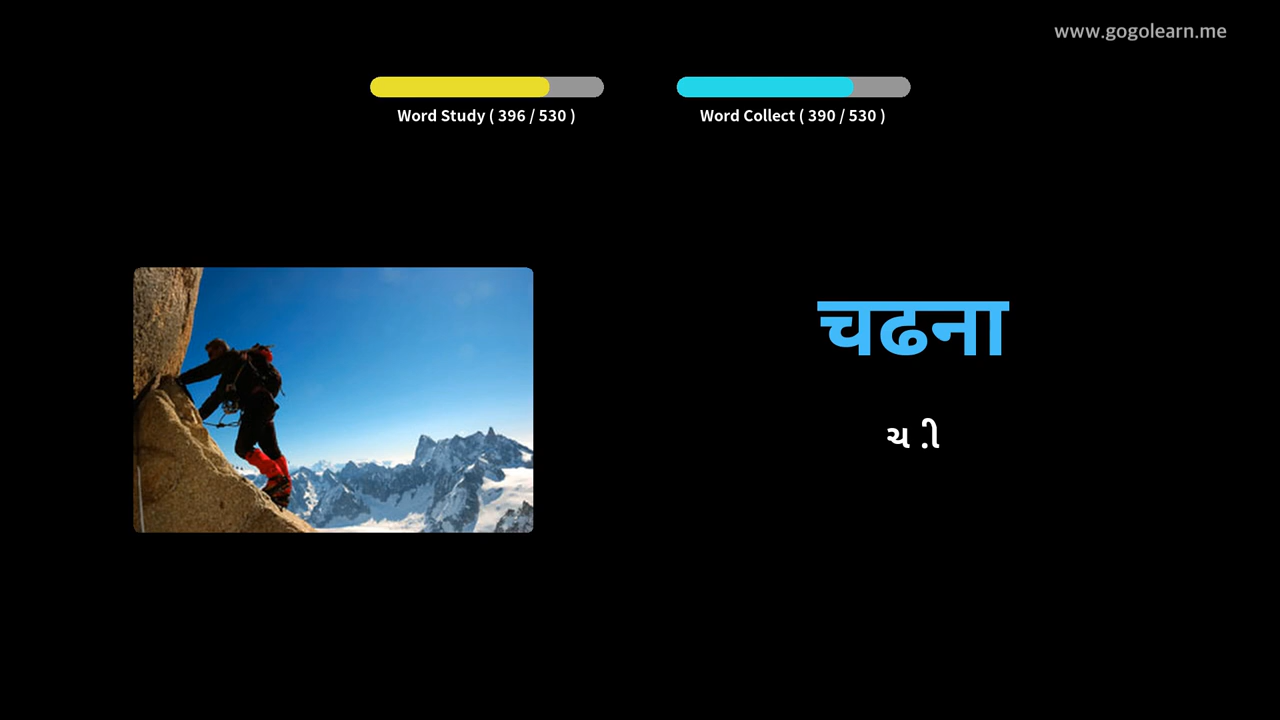 www.gogolearn.me
Word Study ( 396 / 530 )
Word Collect ( 390 / 530 )
चढना
ચ .ી